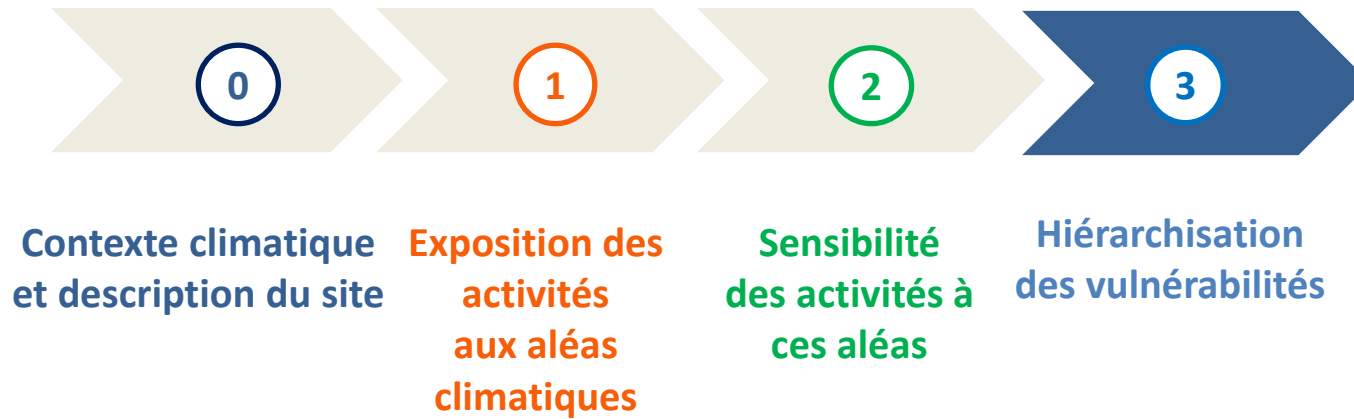 0
1
2
3
Contexte climatique
et description du site
Exposition des
activités
aux aléas
climatiques
Sensibilité
des activités à
ces aléas
Hiérarchisation
des vulnérabilités